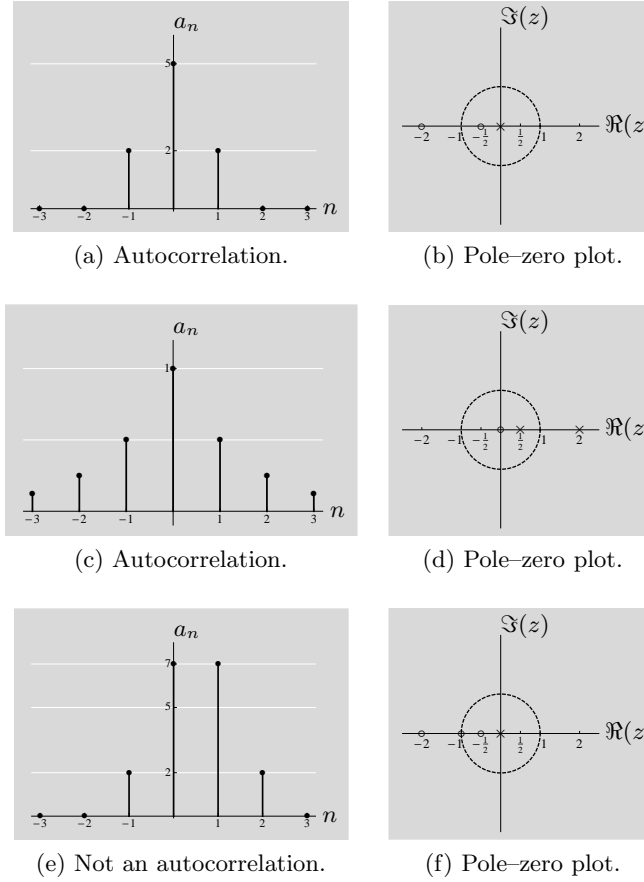 a_n ℑ(z)
5
2
−3 −2 −1 1 2 3 n
−2 −1 −1/2 1/2 1 2 ℜ(z
(a) Autocorrelation. (b) Pole–zero plot.
a_n ℑ(z)
1
−3 −2 −1 1 2 3 n
−2 −1 −1/2 1/2 1 2 ℜ(z
(c) Autocorrelation. (d) Pole–zero plot.
a_n ℑ(z)
7
5
2
−3 −2 −1 1 2 3 n
−2 −1 −1/2 1/2 1 2 ℜ(z
(e) Not an autocorrelation. (f) Pole–zero plot.